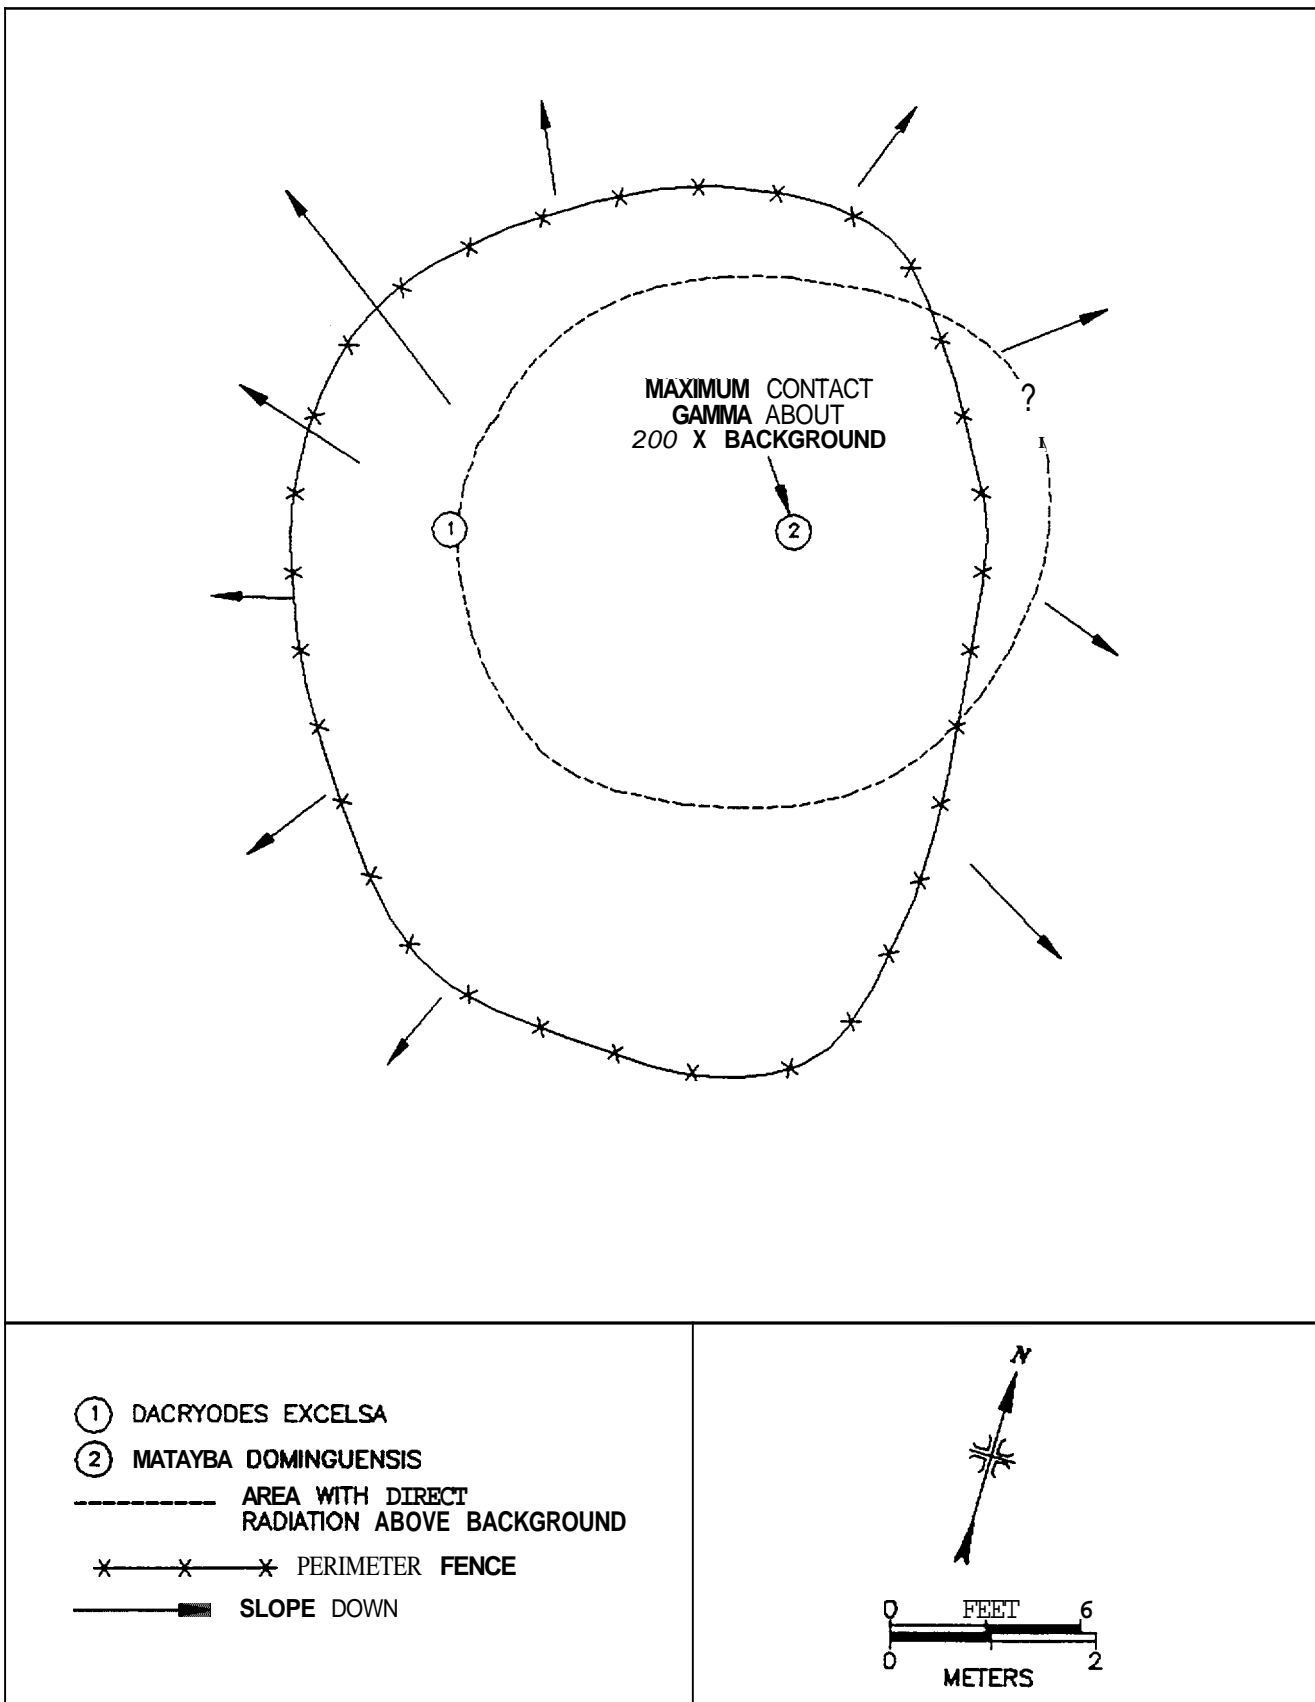 MAXIMUM CONTACT
GAMMA ABOUT
200 X BACKGROUND
?
1
2
1 DACRYODES EXCELSA
2 MATAYBA DOMINGUENSIS
AREA WITH DIRECT
RADIATION ABOVE BACKGROUND
PERIMETER FENCE
SLOPE DOWN
N
0 FEET 6
0 2
METERS